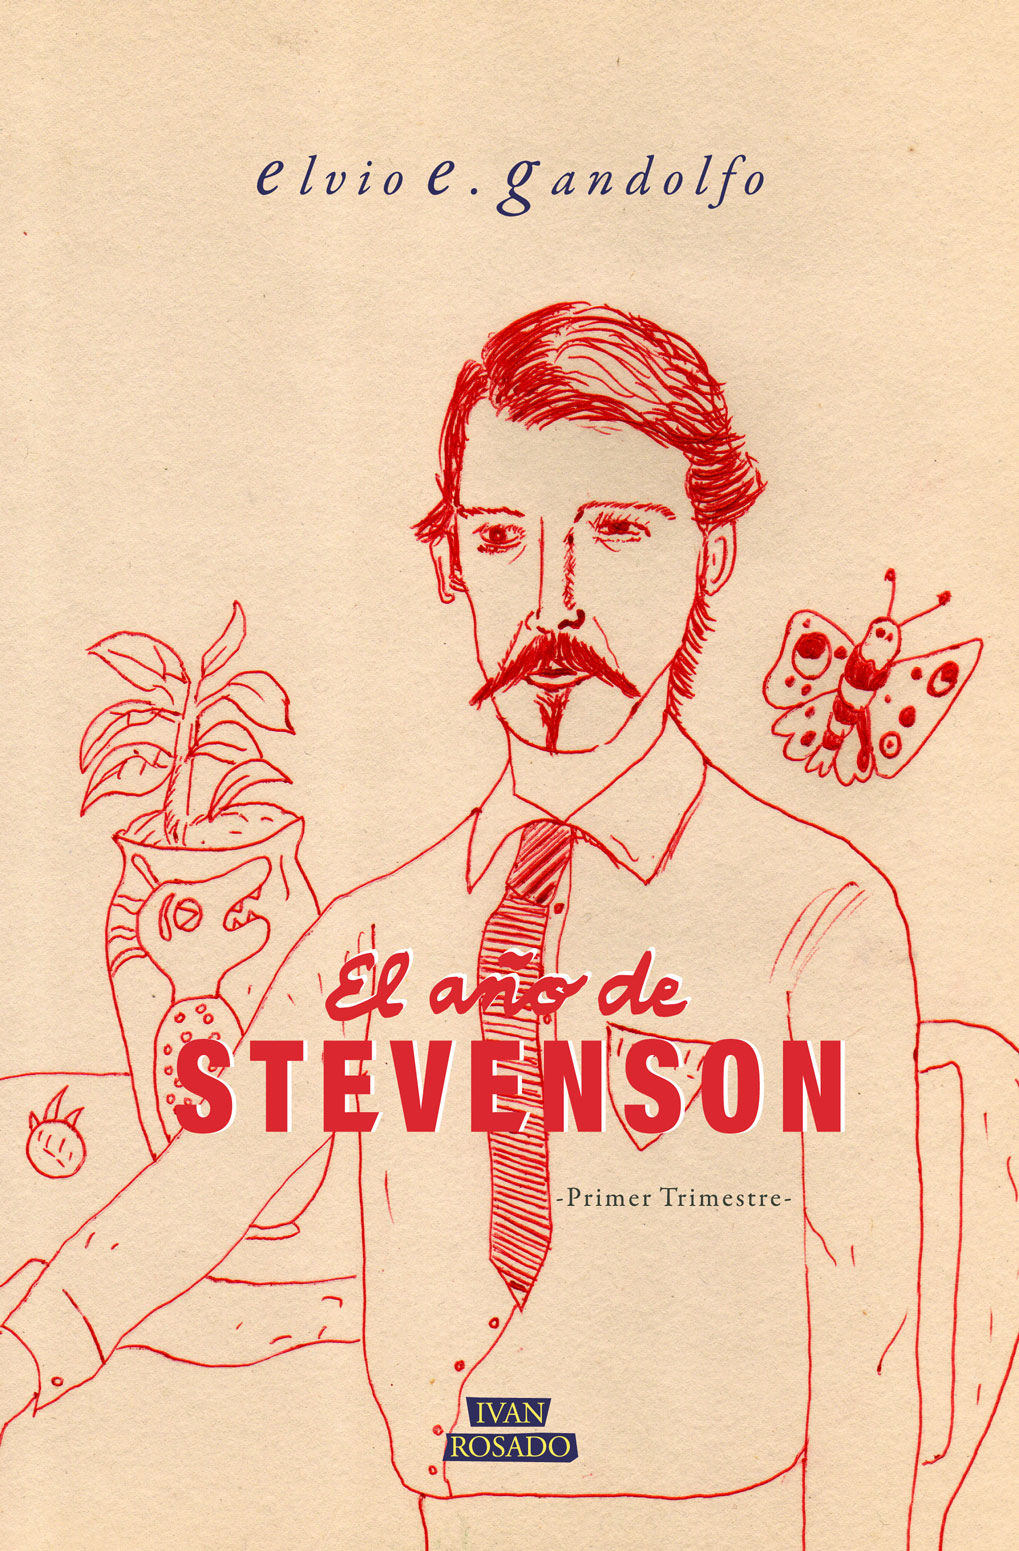 elvio e. gandolfo
El año de
STEVENSON
-Primer Trimestre-
IVAN
ROSADO